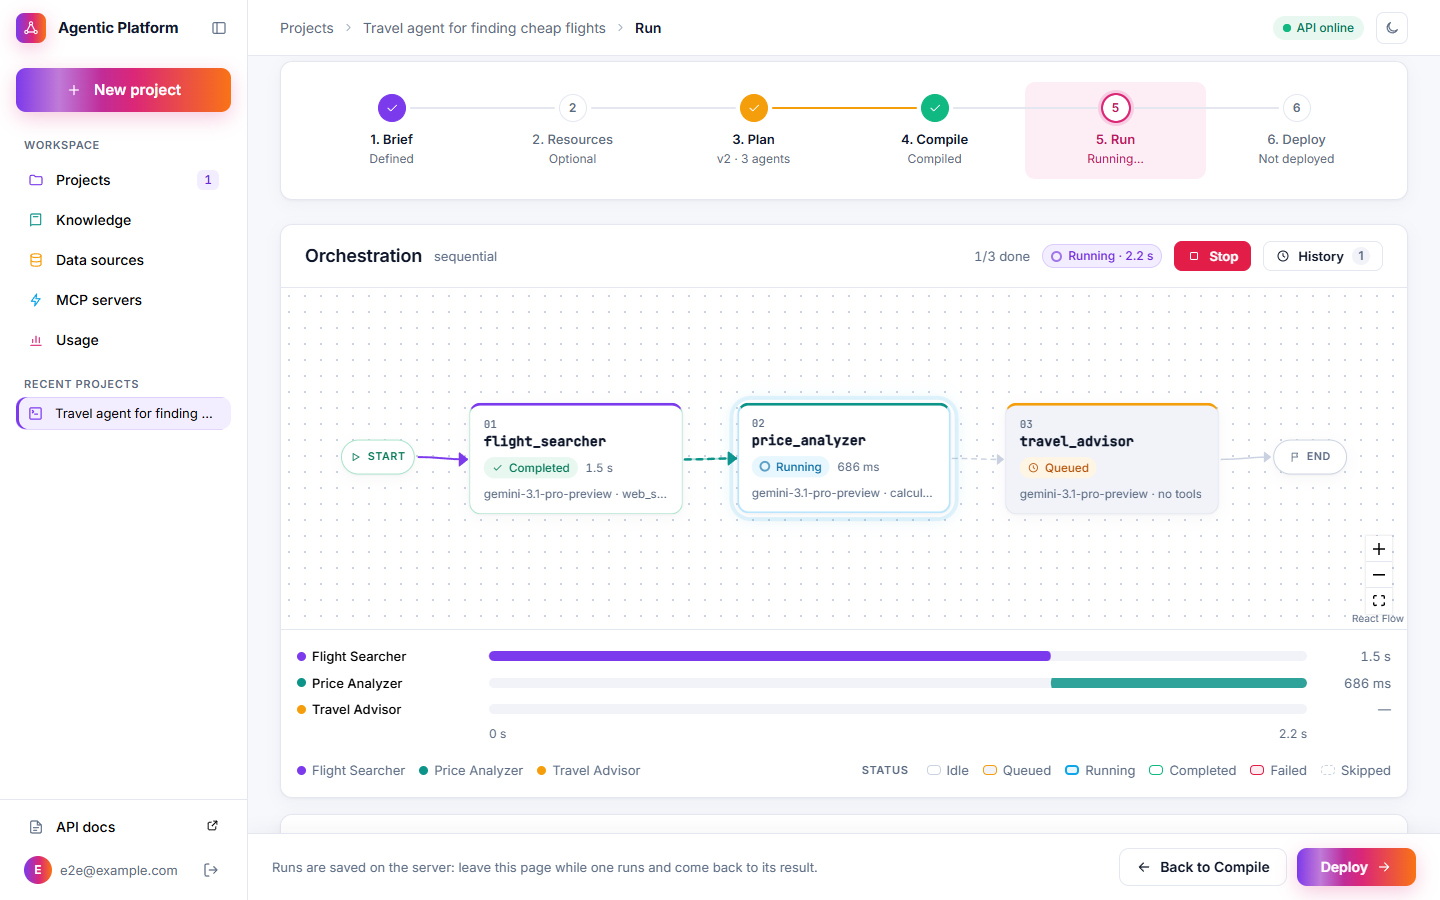 Agentic Platform
New project
WORKSPACE
Projects 1
Knowledge
Data sources
MCP servers
Usage
RECENT PROJECTS
Travel agent for finding ...
API docs
E e2e@example.com
Projects > Travel agent for finding cheap flights > Run
API online
2 5 6
1. Brief 2. Resources 3. Plan 4. Compile 5. Run 6. Deploy
Defined Optional v2 · 3 agents Compiled Running... Not deployed
Orchestration sequential
1/3 done Running · 2.2 s Stop History 1
START
01
flight_searcher
Completed 1.5 s
gemini-3.1-pro-preview · web_s...
02
price_analyzer
Running 686 ms
gemini-3.1-pro-preview · calcul...
03
travel_advisor
Queued
gemini-3.1-pro-preview · no tools
END
React Flow
Flight Searcher 1.5 s
Price Analyzer 686 ms
Travel Advisor —
0 s 2.2 s
Flight Searcher Price Analyzer Travel Advisor
STATUS Idle Queued Running Completed Failed Skipped
Runs are saved on the server: leave this page while one runs and come back to its result.
Back to Compile
Deploy